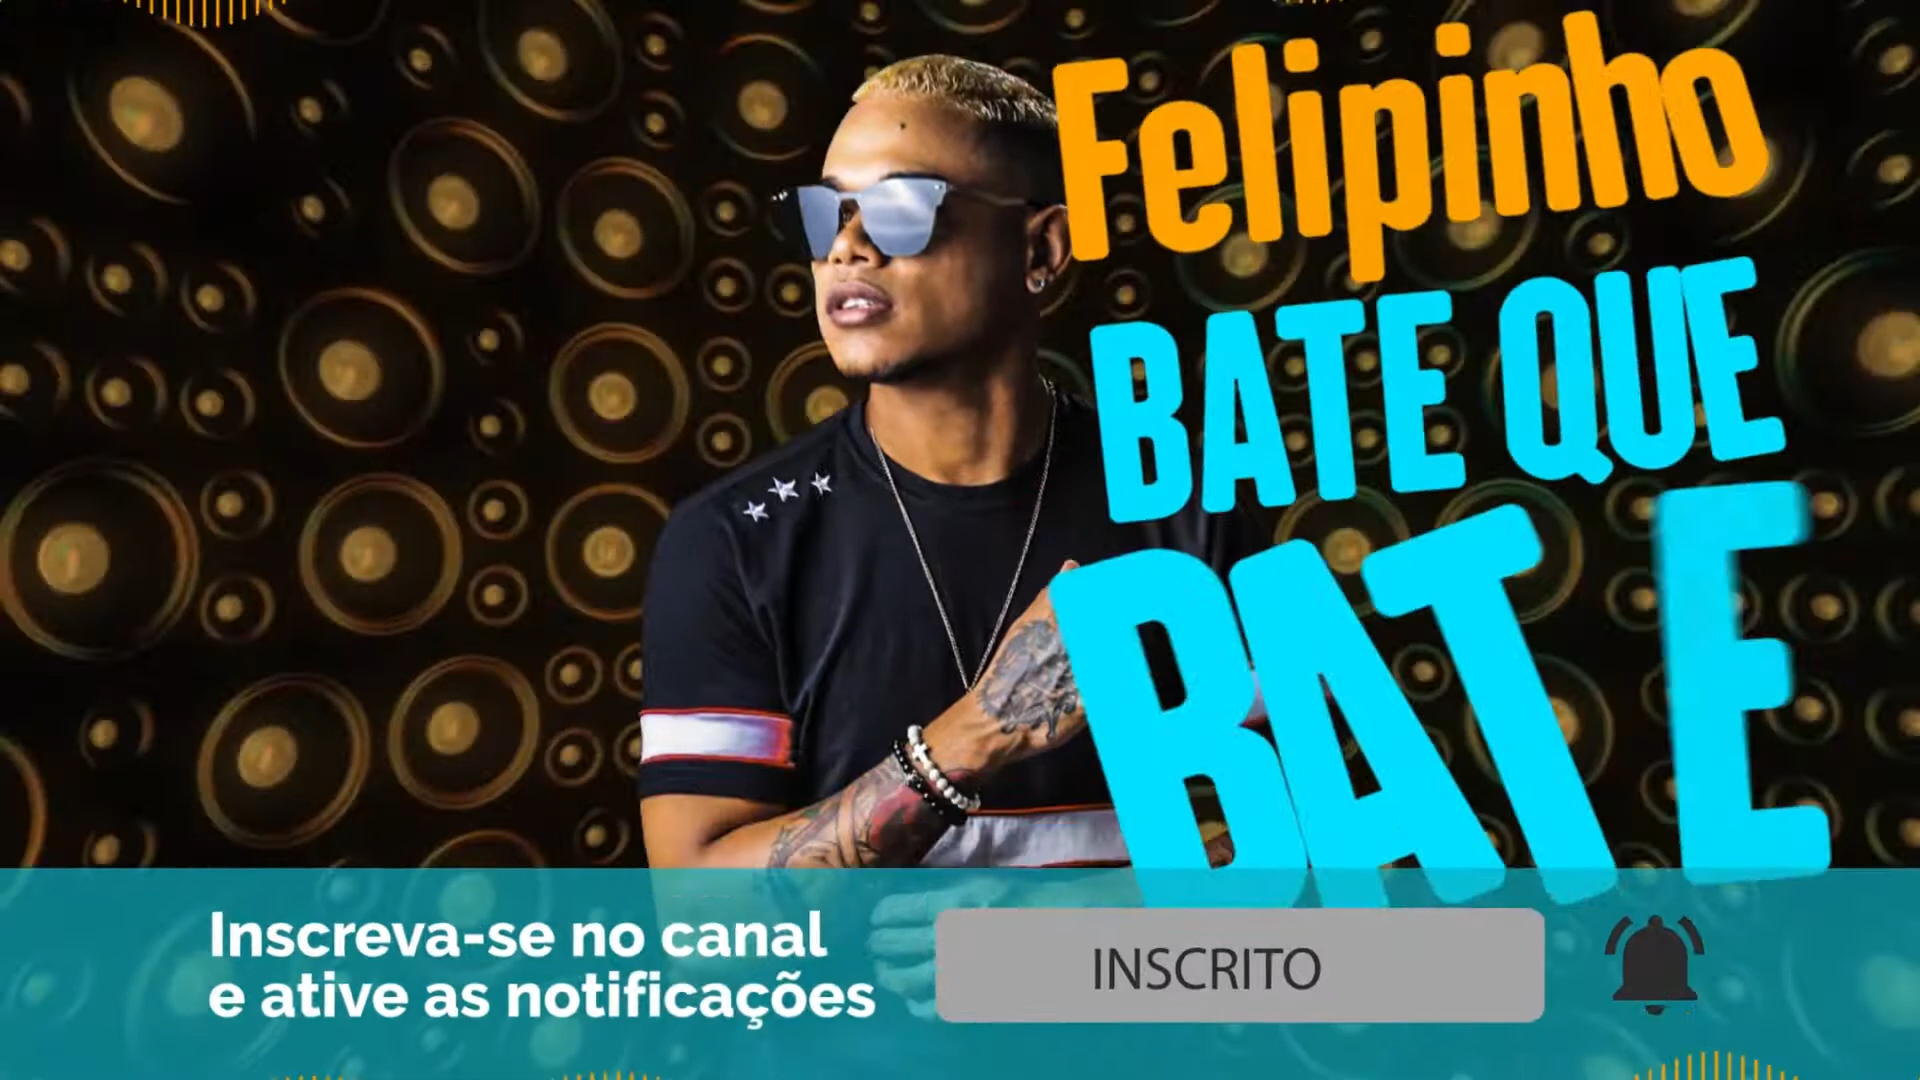 Felipinho
BATE QUE
BATE
Inscreva-se no canal
e ative as notificações
INSCRITO